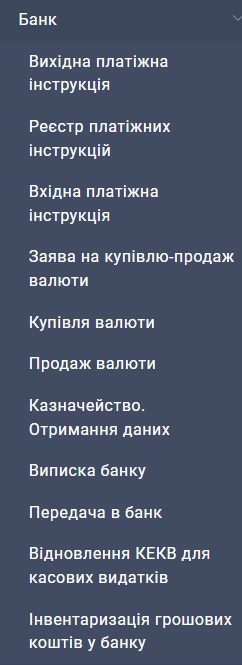 Банк
Вихідна платіжна
інструкція
Реєстр платіжних
інструкцій
Вхідна платіжна
інструкція
Заява на купівлю-продаж
валюти
Купівля валюти
Продаж валюти
Казначейство.
Отримання даних
Виписка банку
Передача в банк
Відновлення КЕКВ для
касових видатків
Інвентаризація грошових
коштів у банку